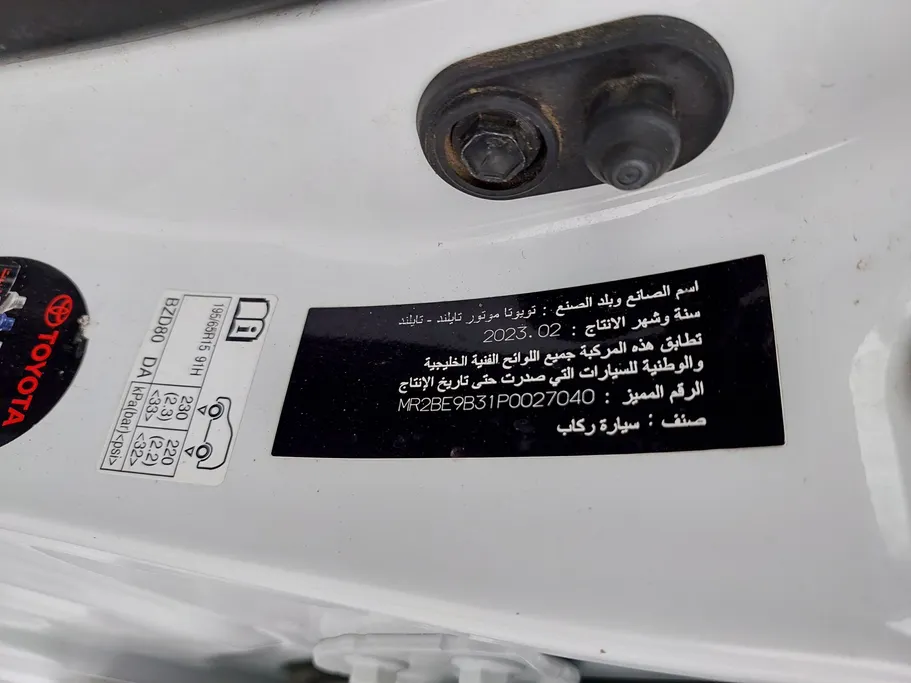 اسم الصانع وبلد الصنع : تويوتا موتور تايلند - تايلند
سنة وشهر الانتاج : 2023.02
تطابق هذه المركبة جميع اللوائح الفنية الخليجية
والوطنية للسيارات التي صدرت حتى تاريخ الإنتاج
الرقم المميز : MR2BE9B31P0027040
صنف : سيارة ركاب
195/65R15 91H
230 220
(2.3) (2.2)
<33> <32>
kPa(bar)<psi>
BZD80 DA
TOYOTA